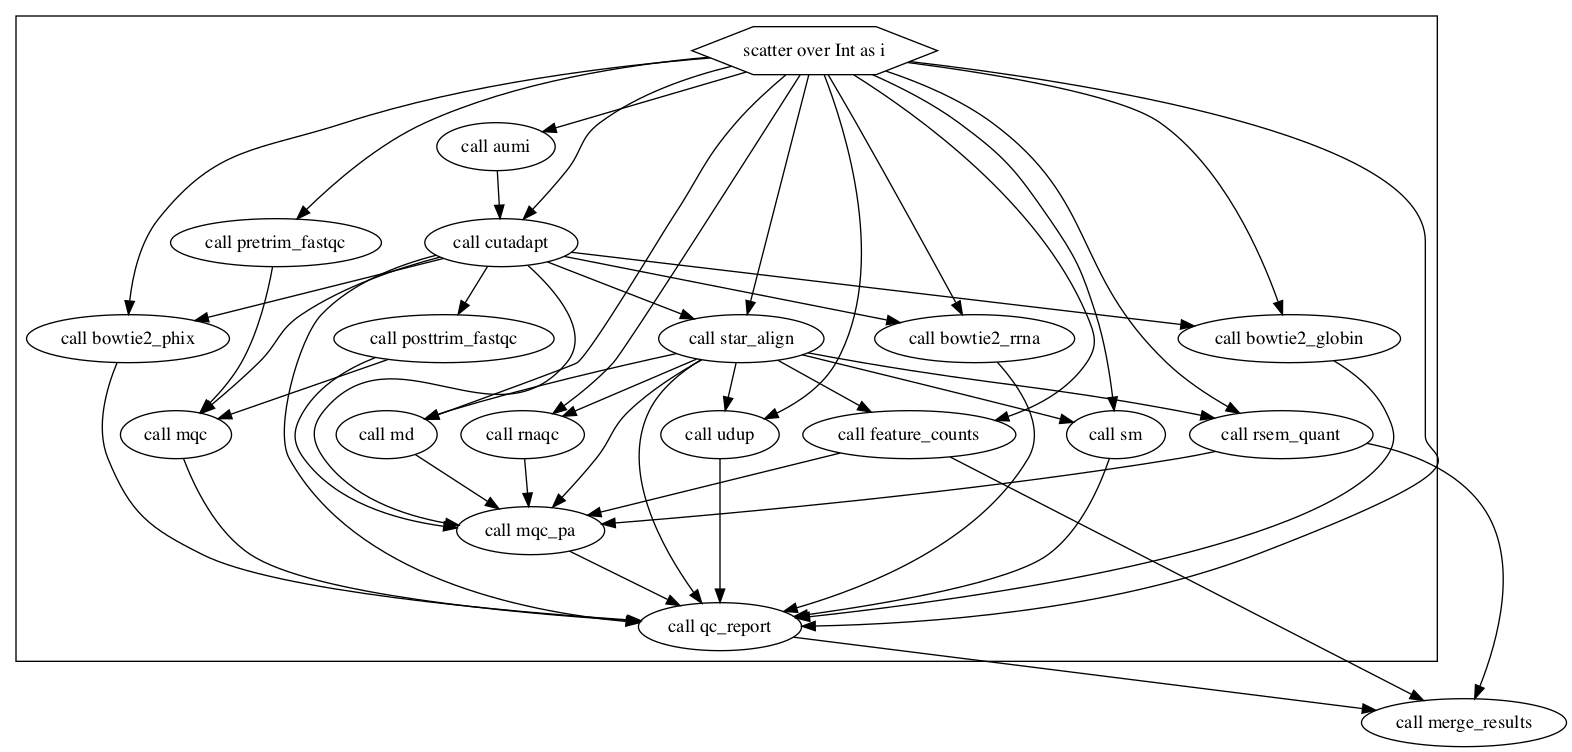 scatter over Int as i
call aumi
call pretrim_fastqc
call cutadapt
call bowtie2_phix
call posttrim_fastqc
call star_align
call bowtie2_rrna
call bowtie2_globin
call mqc
call md
call rnaqc
call udup
call feature_counts
call sm
call rsem_quant
call mqc_pa
call qc_report
call merge_results